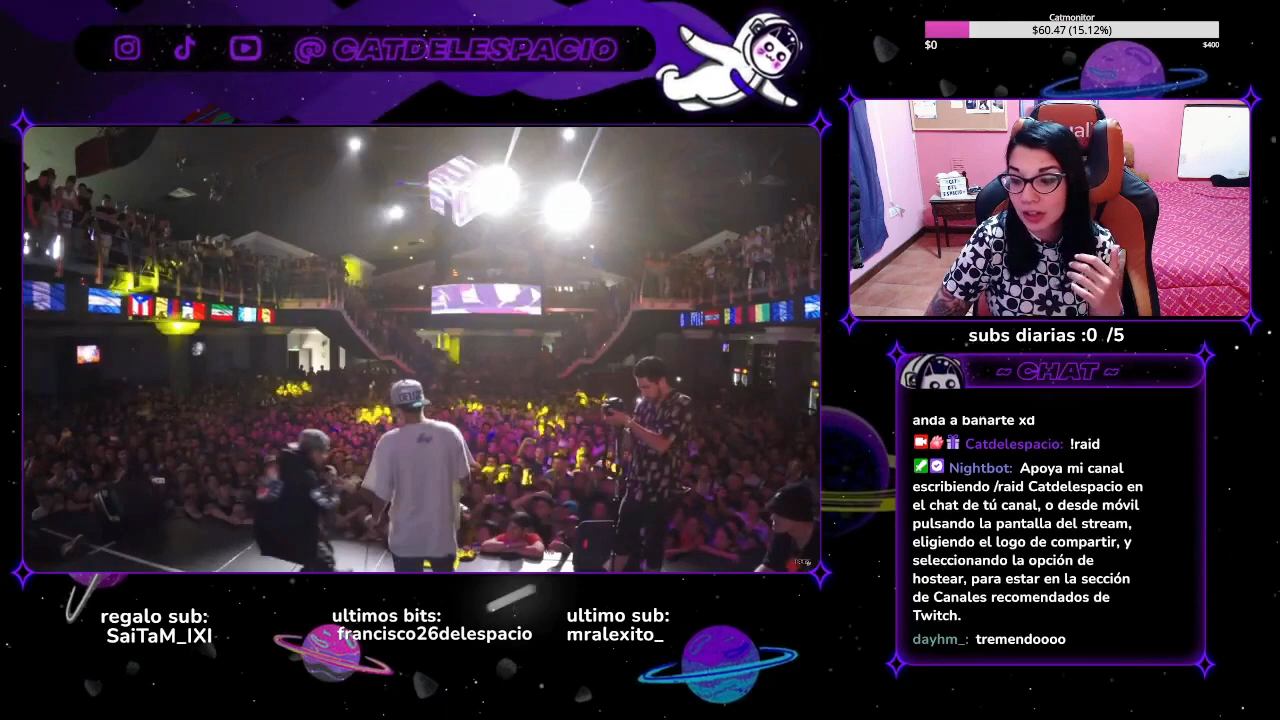 @ CATDELESPACIO
Catmonitor
$60.47 (15.12%)
$0
$400
subs diarias :0 /5
~ CHAT ~
anda a bañarte xd
Catdelespacio: !raid
Nightbot: Apoya mi canal
escribiendo /raid Catdelespacio en
el chat de tú canal, o desde móvil
pulsando la pantalla del stream,
eligiendo el logo de compartir, y
seleccionando la opción de
hostear, para estar en la sección
de Canales recomendados de
Twitch.
dayhm_: tremendoooo
regalo sub:
SaiTaM_IXI
ultimos bits:
francisco26delespacio
ultimo sub:
mralexito_